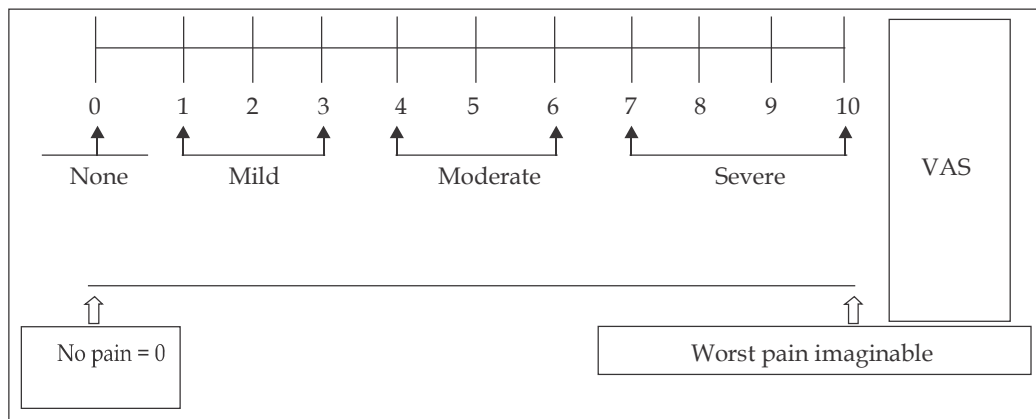 0 1 2 3 4 5 6 7 8 9 10
None Mild Moderate Severe
VAS
No pain = 0
Worst pain imaginable